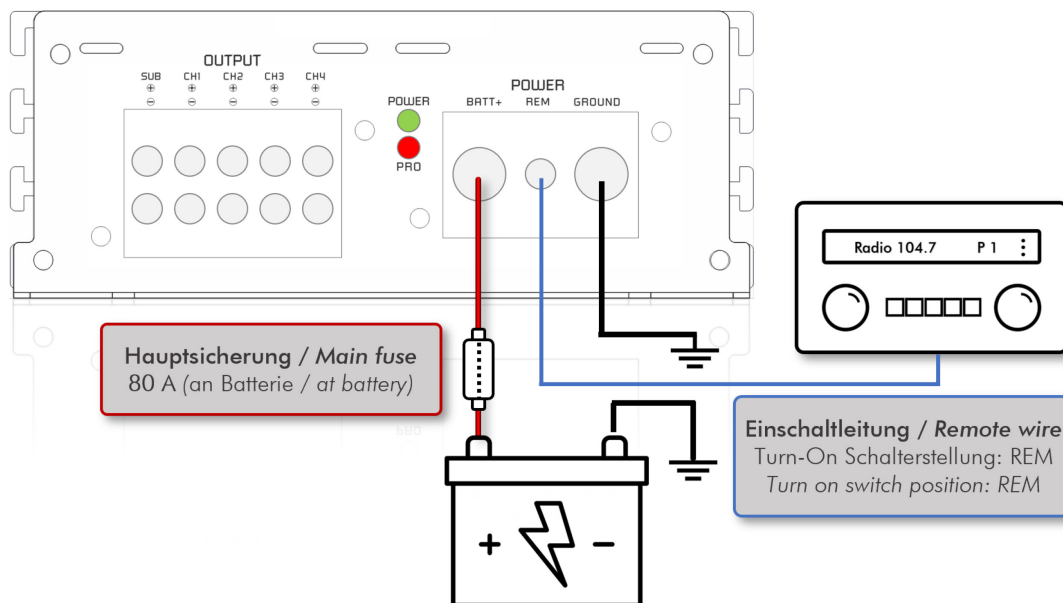 OUTPUT
SUB CH1 CH2 CH3 CH4
+ + + + +
- - - - -
POWER
PRO
POWER
BATT+ REM GROUND
Radio 104.7 P 1
Hauptsicherung / Main fuse
80 A (an Batterie / at battery)
Einschaltleitung / Remote wire
Turn-On Schalterstellung: REM
Turn on switch position: REM
+ -